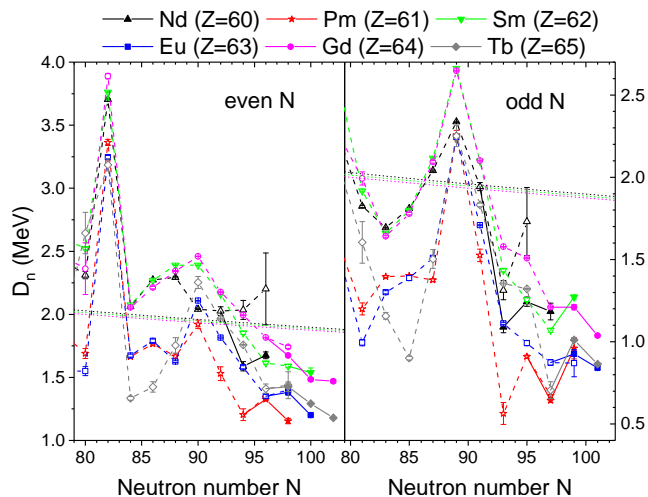 Nd (Z=60) Pm (Z=61) Sm (Z=62)
Eu (Z=63) Gd (Z=64) Tb (Z=65)
even N odd N
D_n (MeV)
4.0
3.5
3.0
2.5
2.0
1.5
1.0
2.5
2.0
1.5
1.0
0.5
80 85 90 95 100 80 85 90 95 100
Neutron number N Neutron number N